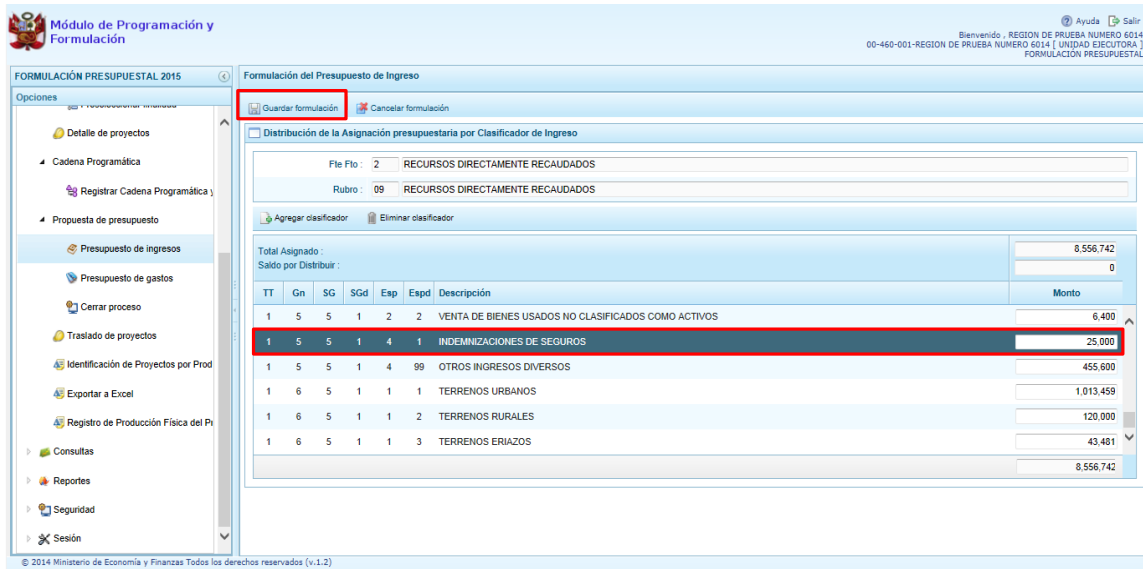 Módulo de Programación y
Formulación
Ayuda Salir
Bienvenido , REGION DE PRUEBA NUMERO 6014
00-460-001-REGION DE PRUEBA NUMERO 6014 [ UNIDAD EJECUTORA ]
FORMULACIÓN PRESUPUESTAL
FORMULACIÓN PRESUPUESTAL 2015
Opciones
Detalle de proyectos
Cadena Programática
Registrar Cadena Programática y
Propuesta de presupuesto
Presupuesto de ingresos
Presupuesto de gastos
Cerrar proceso
Traslado de proyectos
Identificación de Proyectos por Prod
Exportar a Excel
Registro de Producción Física del Pr
Consultas
Reportes
Seguridad
Sesión
Formulación del Presupuesto de Ingreso
Guardar formulación Cancelar formulación
Distribución de la Asignación presupuestaria por Clasificador de Ingreso
Fte Fto : 2 RECURSOS DIRECTAMENTE RECAUDADOS
Rubro : 09 RECURSOS DIRECTAMENTE RECAUDADOS
Agregar clasificador Eliminar clasificador
Total Asignado : 8,556,742
Saldo por Distribuir : 0
TT Gn SG SGd Esp Espd Descripción Monto
1 5 5 1 2 2 VENTA DE BIENES USADOS NO CLASIFICADOS COMO ACTIVOS 6,400
1 5 5 1 4 1 INDEMNIZACIONES DE SEGUROS 25,000
1 5 5 1 4 99 OTROS INGRESOS DIVERSOS 455,600
1 6 5 1 1 1 TERRENOS URBANOS 1,013,459
1 6 5 1 1 2 TERRENOS RURALES 120,000
1 6 5 1 1 3 TERRENOS ERIAZOS 43,481
8,556,742
© 2014 Ministerio de Economía y Finanzas Todos los derechos reservados (v.1.2)